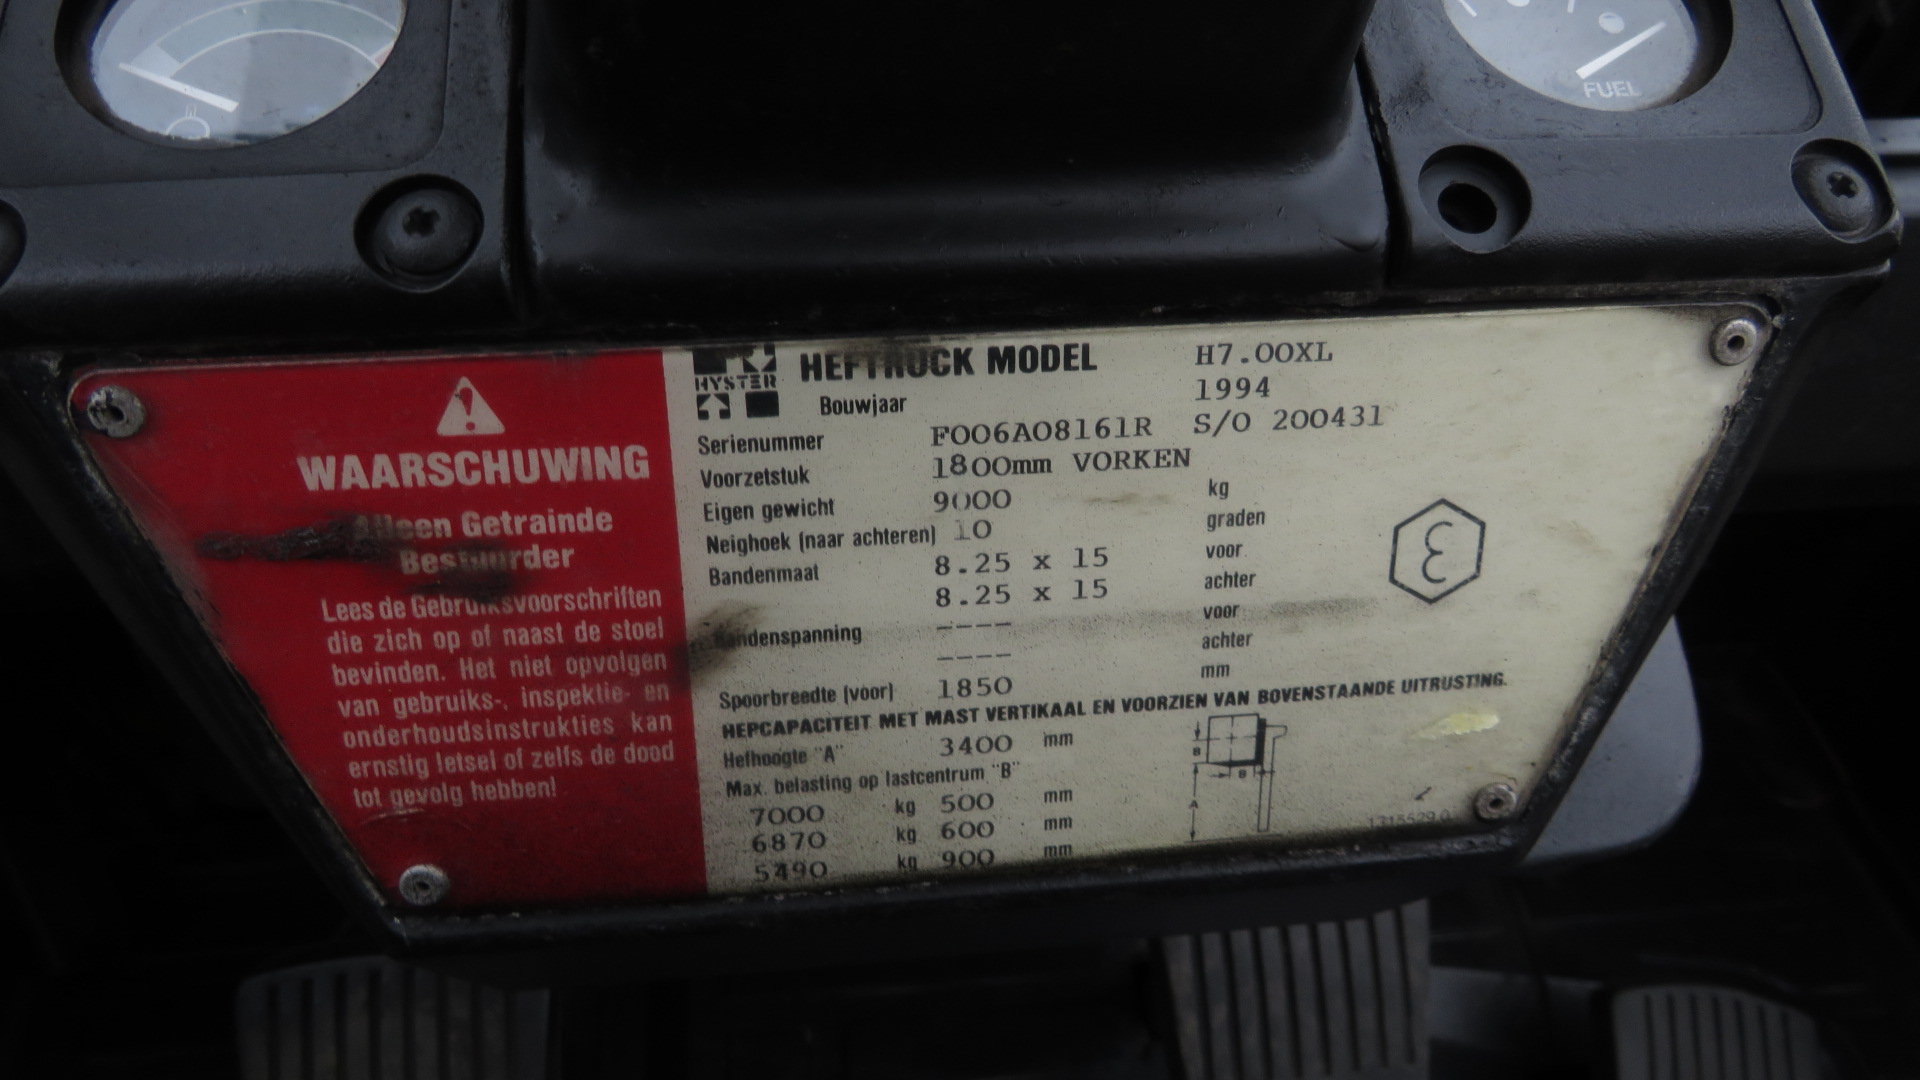 FUEL
WAARSCHUWING
Alleen Getrainde
Bestuurder
Lees de Gebruiksvoorschriften
die zich op of naast de stoel
bevinden. Het niet opvolgen
van gebruiks-, inspektie- en
onderhoudsinstrukties kan
ernstig letsel of zelfs de dood
tot gevolg hebben!
HYSTER
HEFTRUCK MODEL H7.00XL
Bouwjaar 1994
Serienummer F006A08161R S/O 200431
Voorzetstuk 1800mm VORKEN
Eigen gewicht 9000 kg
Neighoek (naar achteren) 10 graden
Bandenmaat 8.25 x 15 voor
8.25 x 15 achter
Bandenspanning ---- voor
---- achter
Spoorbreedte (voor) 1850 mm
HEPCAPACITEIT MET MAST VERTIKAAL EN VOORZIEN VAN BOVENSTAANDE UITRUSTING.
Hefhoogte "A" 3400 mm
Max. belasting op lastcentrum "B"
7000 kg 500 mm
6870 kg 600 mm
5490 kg 900 mm
B
B
A